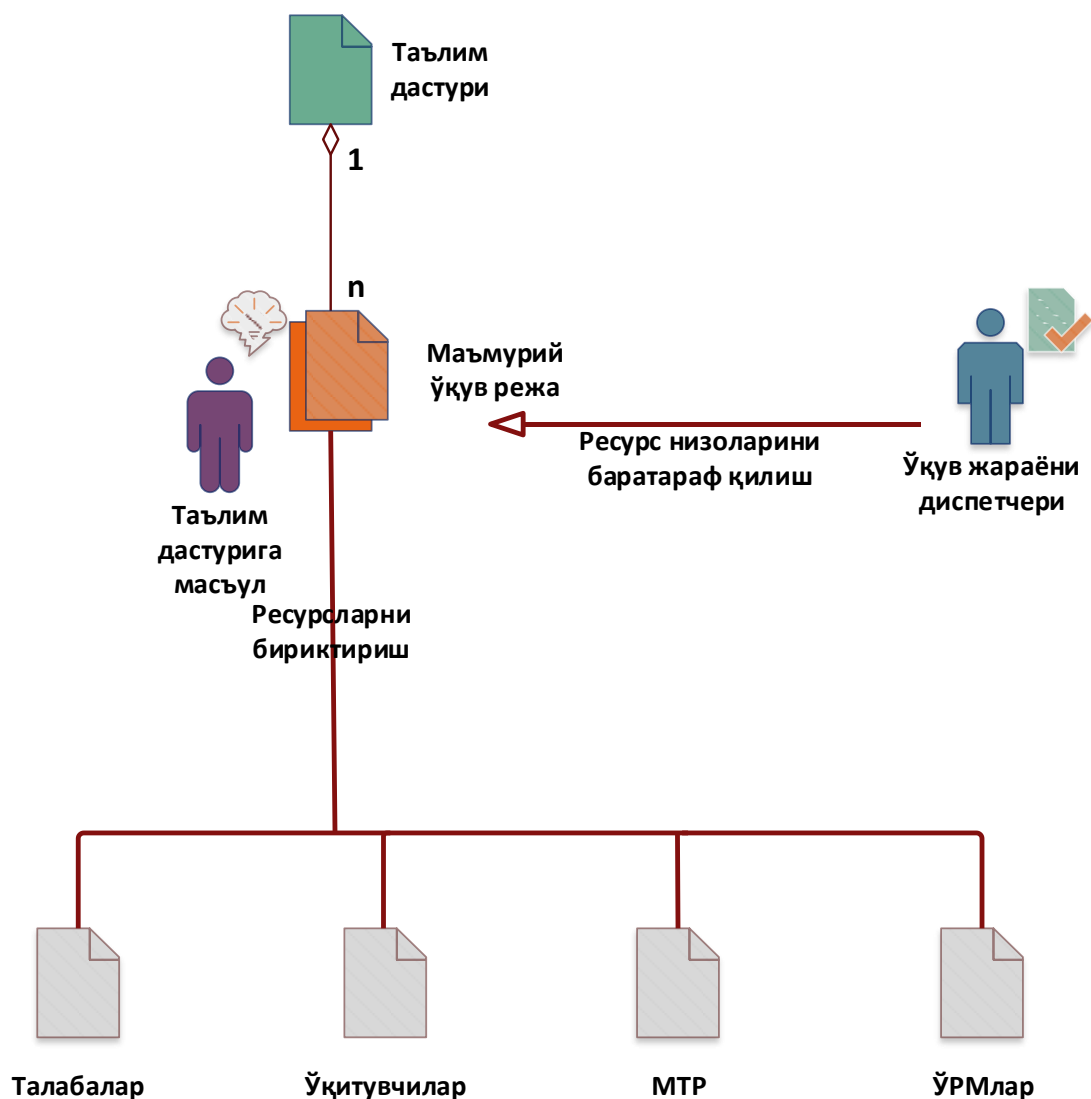 Таълим
дастури
1
n
Маъмурий
ўқув режа
Ресурс низоларини
баратараф қилиш
Ўқув жараёни
диспетчери
Таълим
дастурига
масъул
Ресурсларни
бириктириш
Талабалар
Ўқитувчилар
МТР
ЎРМлар